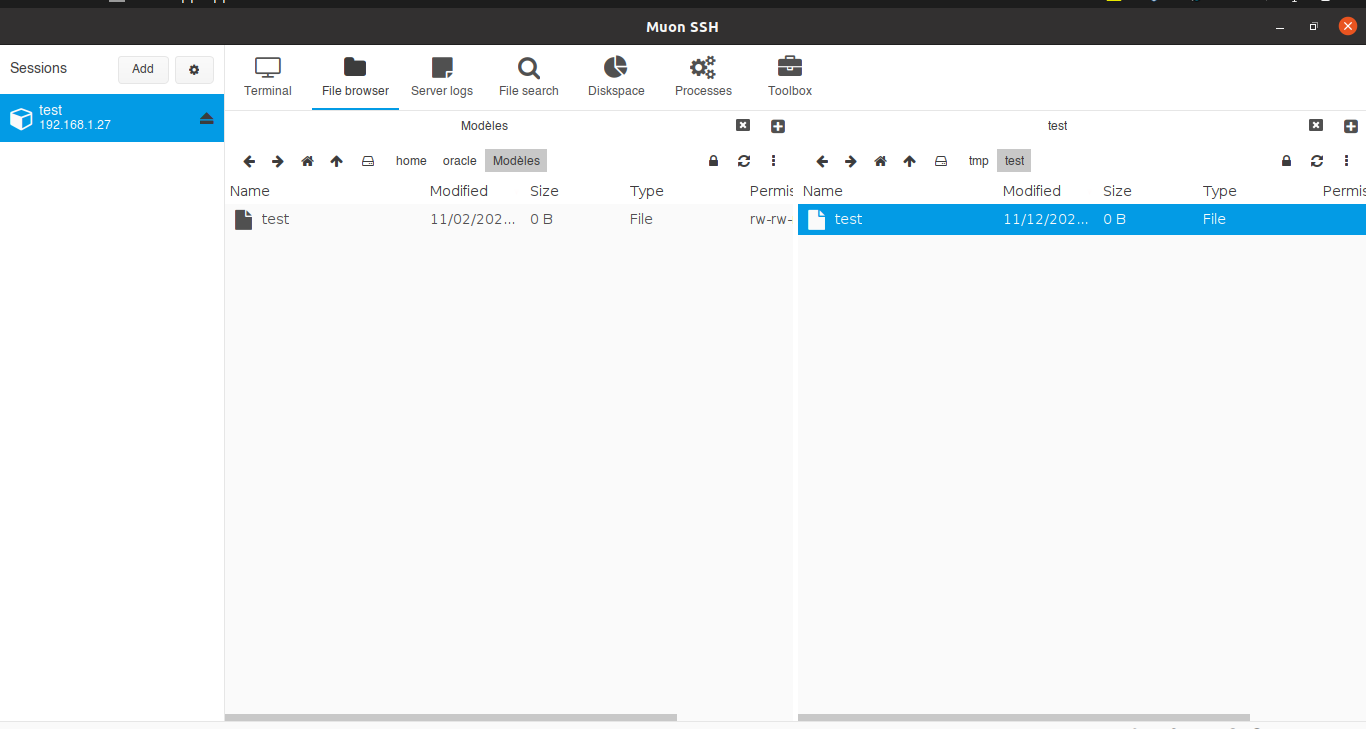 Muon SSH
Sessions
Add
test
192.168.1.27
Terminal
File browser
Server logs
File search
Diskspace
Processes
Toolbox
Modèles
home
oracle
Modèles
Name
Modified
Size
Type
Permis
test
11/02/202...
0 B
File
rw-rw-
test
tmp
test
Name
Modified
Size
Type
Permis
test
11/12/202...
0 B
File